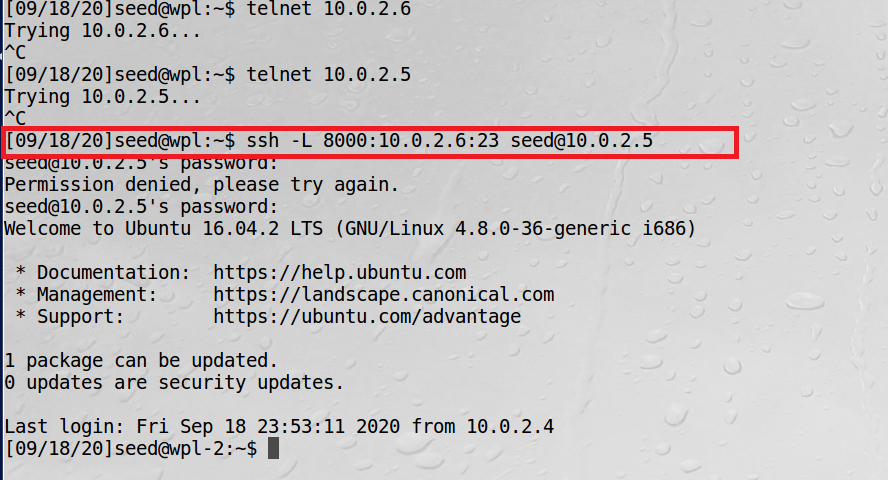 [09/18/20]seed@wpl:~$ telnet 10.0.2.6
Trying 10.0.2.6...
^C
[09/18/20]seed@wpl:~$ telnet 10.0.2.5
Trying 10.0.2.5...
^C
[09/18/20]seed@wpl:~$ ssh -L 8000:10.0.2.6:23 seed@10.0.2.5
seed@10.0.2.5's password:
Permission denied, please try again.
seed@10.0.2.5's password:
Welcome to Ubuntu 16.04.2 LTS (GNU/Linux 4.8.0-36-generic i686)

 * Documentation:  https://help.ubuntu.com
 * Management:     https://landscape.canonical.com
 * Support:        https://ubuntu.com/advantage

1 package can be updated.
0 updates are security updates.

Last login: Fri Sep 18 23:53:11 2020 from 10.0.2.4
[09/18/20]seed@wpl-2:~$